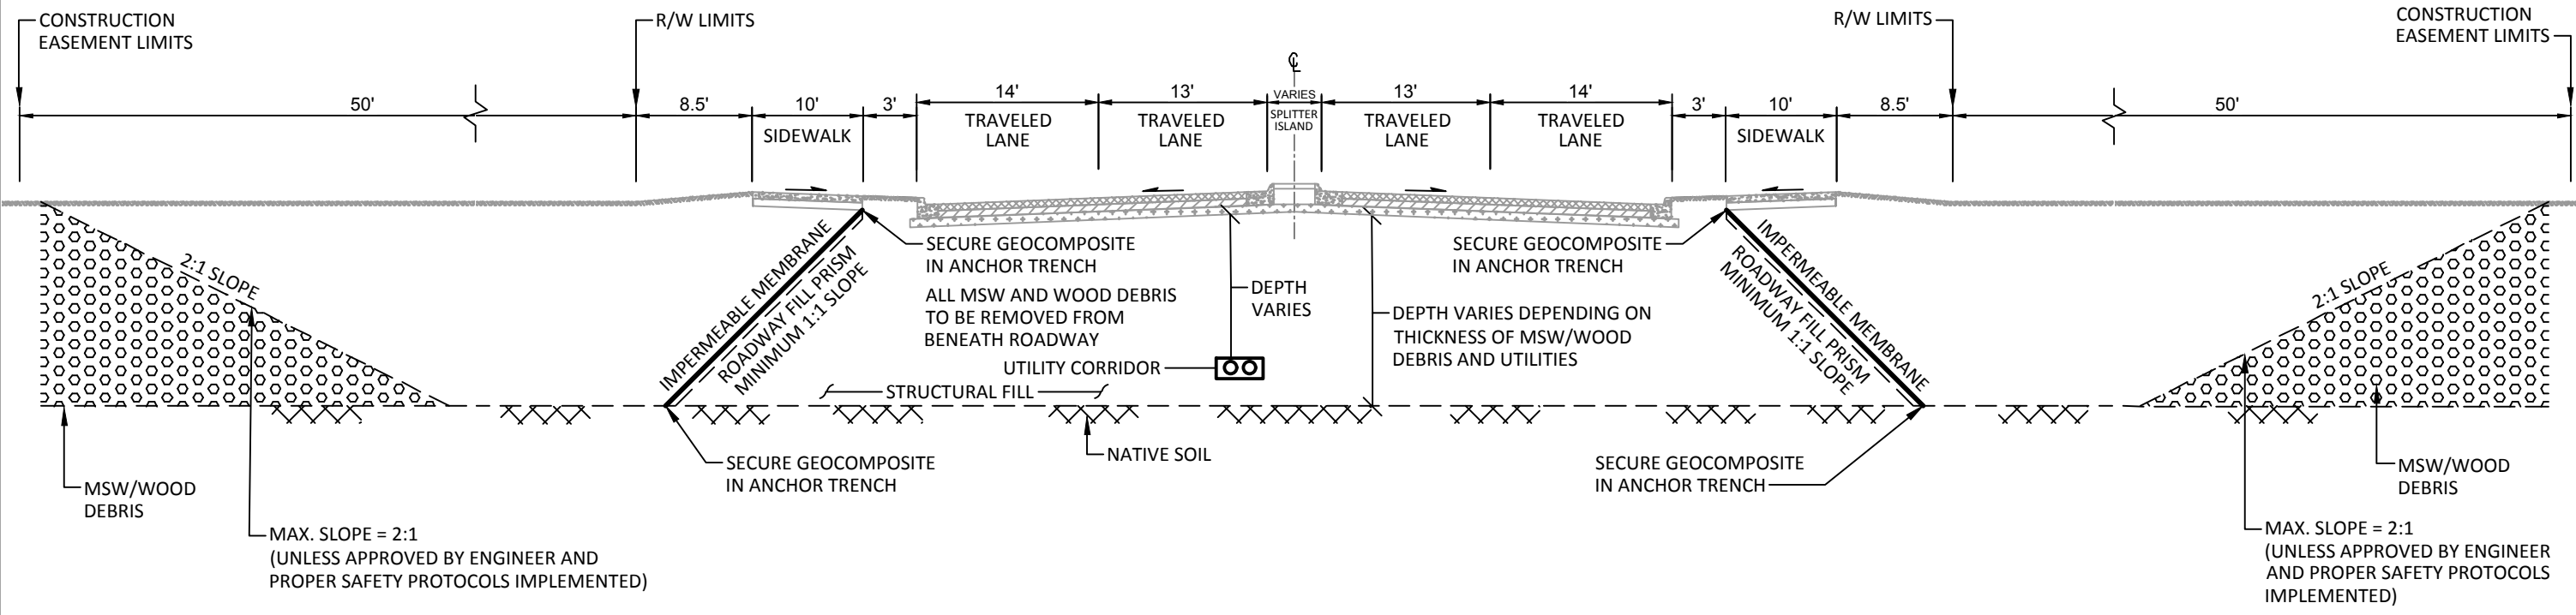 CONSTRUCTION
EASEMENT LIMITS
R/W LIMITS
R/W LIMITS
CONSTRUCTION
EASEMENT LIMITS
℄
50'
8.5'
10'
3'
14'
13'
VARIES
13'
14'
3'
10'
8.5'
50'
SIDEWALK
TRAVELED
LANE
TRAVELED
LANE
SPLITTER
ISLAND
TRAVELED
LANE
TRAVELED
LANE
SIDEWALK
2:1 SLOPE
IMPERMEABLE MEMBRANE
ROADWAY FILL PRISM
MINIMUM 1:1 SLOPE
SECURE GEOCOMPOSITE
IN ANCHOR TRENCH
ALL MSW AND WOOD DEBRIS
TO BE REMOVED FROM
BENEATH ROADWAY
UTILITY CORRIDOR
STRUCTURAL FILL
DEPTH
VARIES
SECURE GEOCOMPOSITE
IN ANCHOR TRENCH
DEPTH VARIES DEPENDING ON
THICKNESS OF MSW/WOOD
DEBRIS AND UTILITIES
IMPERMEABLE MEMBRANE
ROADWAY FILL PRISM
MINIMUM 1:1 SLOPE
2:1 SLOPE
MSW/WOOD
DEBRIS
MAX. SLOPE = 2:1
(UNLESS APPROVED BY ENGINEER AND
PROPER SAFETY PROTOCOLS IMPLEMENTED)
SECURE GEOCOMPOSITE
IN ANCHOR TRENCH
NATIVE SOIL
SECURE GEOCOMPOSITE
IN ANCHOR TRENCH
MSW/WOOD
DEBRIS
MAX. SLOPE = 2:1
(UNLESS APPROVED BY ENGINEER
AND PROPER SAFETY PROTOCOLS
IMPLEMENTED)